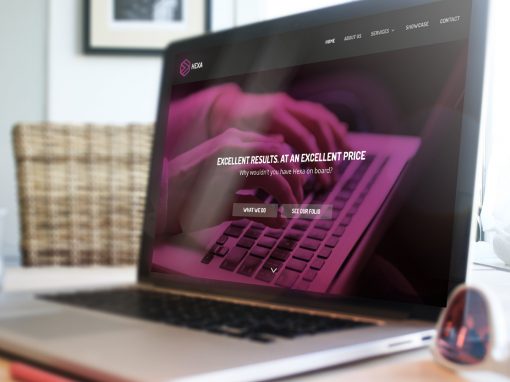 HEXA
HOME ABOUT US SERVICES SHOWCASE CONTACT
EXCELLENT RESULTS. AT AN EXCELLENT PRICE
Why wouldn't you have Hexa on board?
WHAT WE DO SEE OUR FOLIO